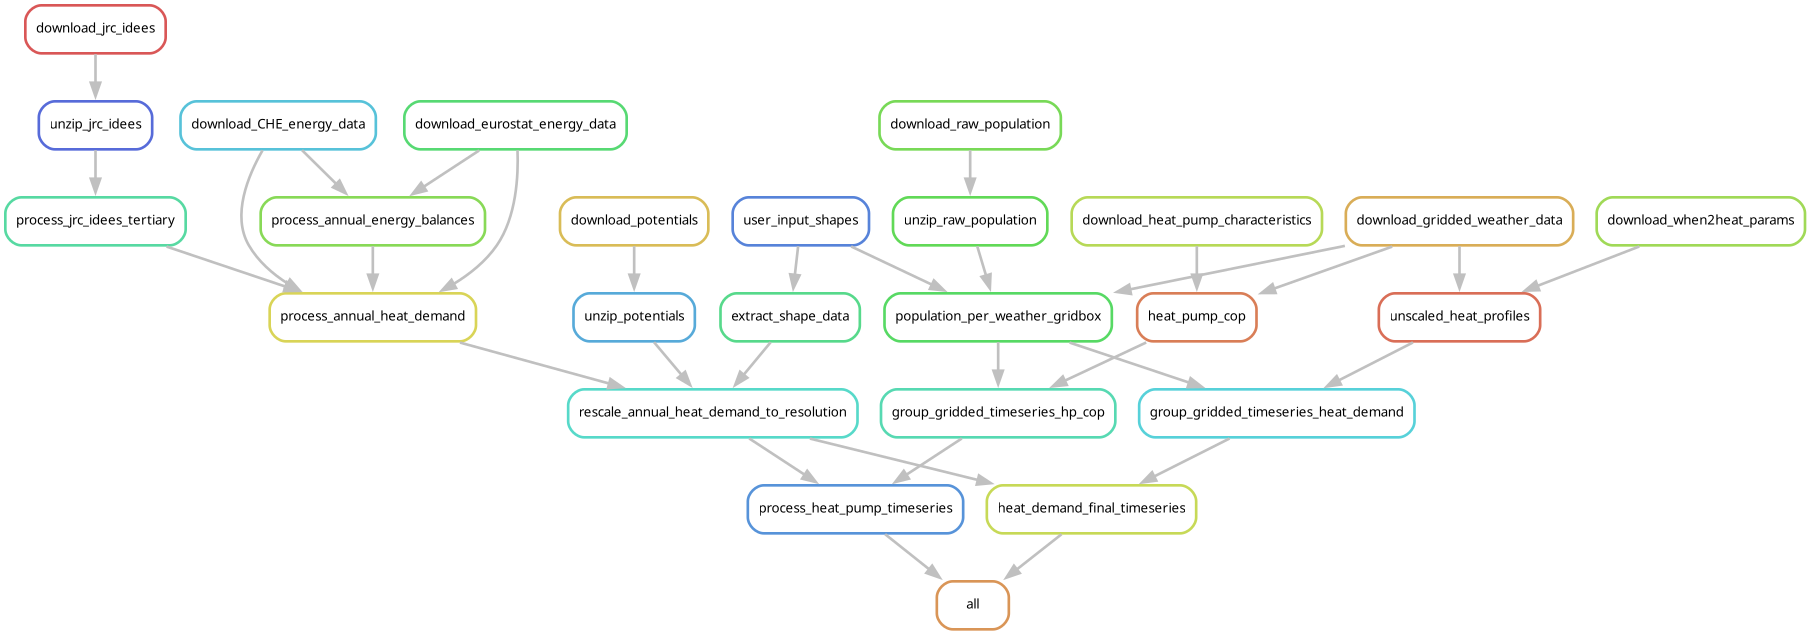 download_jrc_idees
unzip_jrc_idees
download_CHE_energy_data
download_eurostat_energy_data
download_raw_population
process_jrc_idees_tertiary
process_annual_energy_balances
download_potentials
user_input_shapes
unzip_raw_population
download_heat_pump_characteristics
download_gridded_weather_data
download_when2heat_params
process_annual_heat_demand
unzip_potentials
extract_shape_data
population_per_weather_gridbox
heat_pump_cop
unscaled_heat_profiles
rescale_annual_heat_demand_to_resolution
group_gridded_timeseries_hp_cop
group_gridded_timeseries_heat_demand
process_heat_pump_timeseries
heat_demand_final_timeseries
all